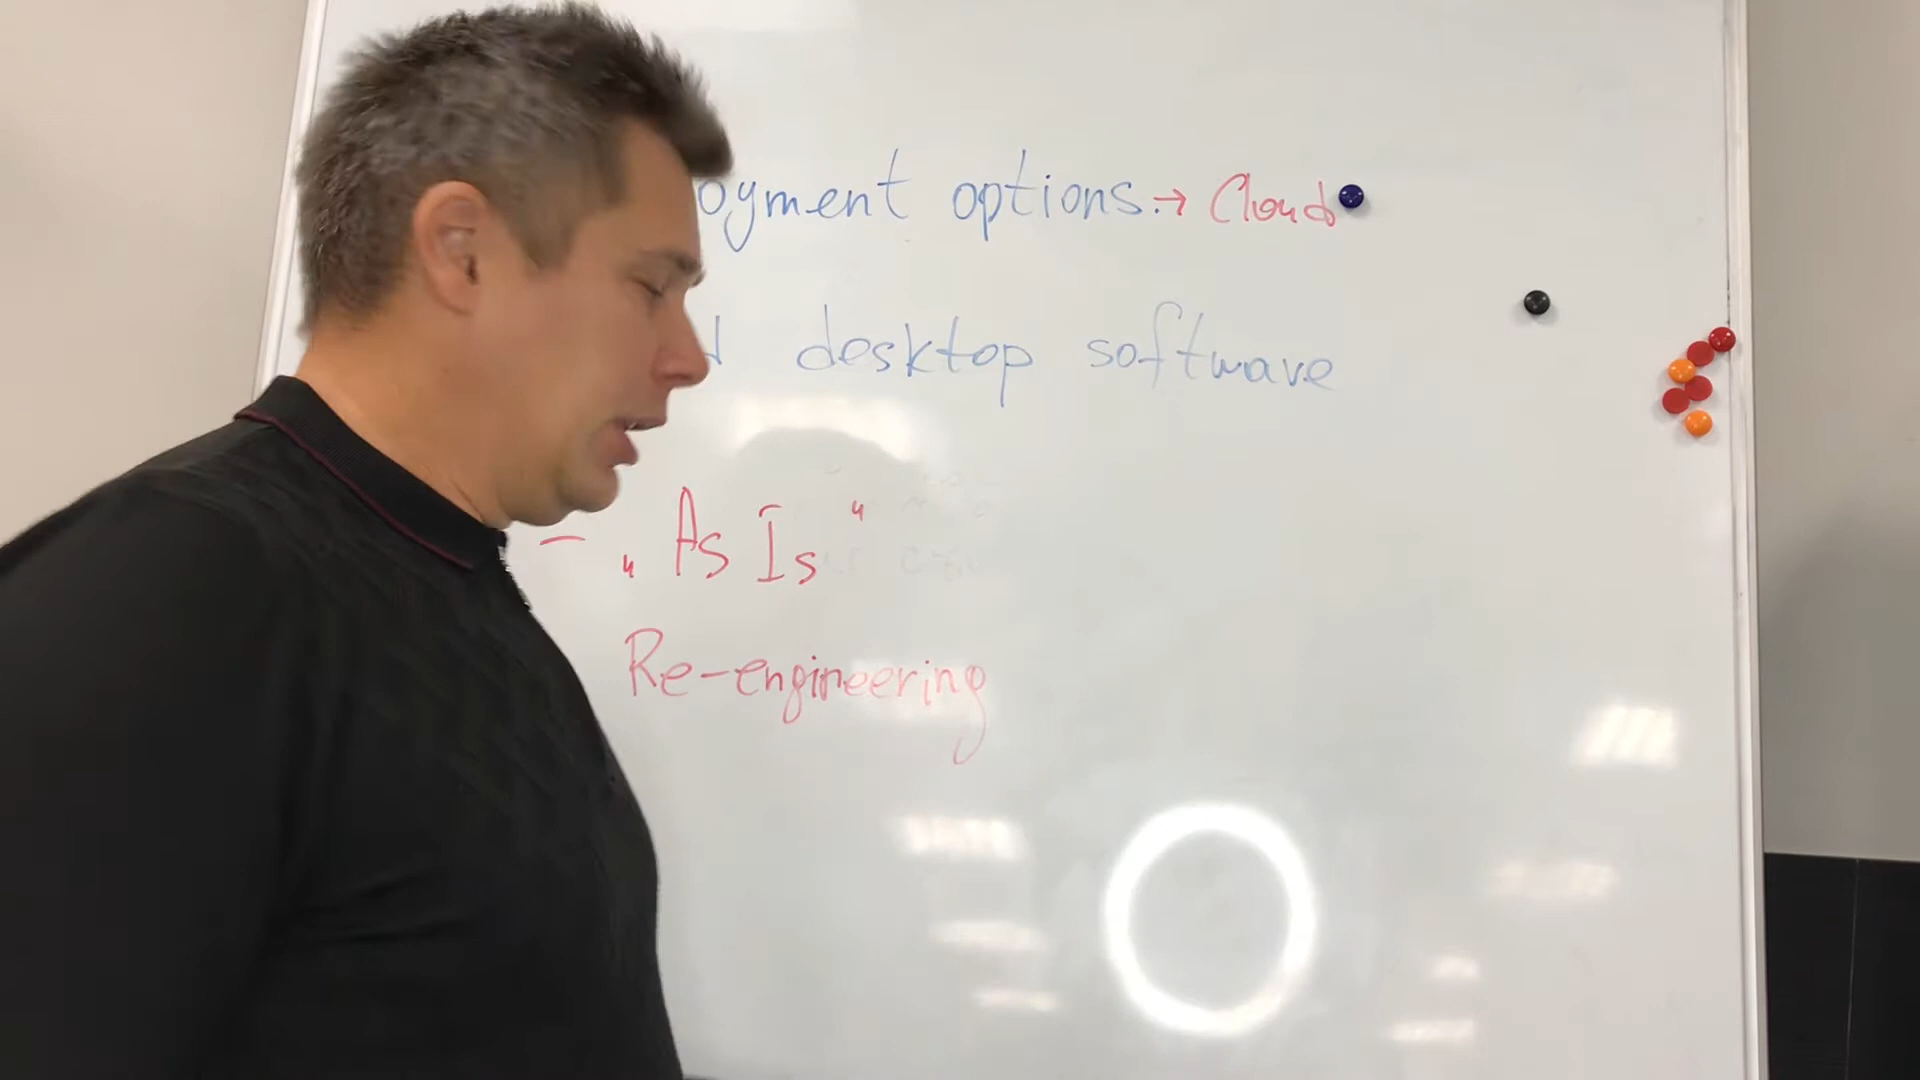 oyment options. → Cloud
desktop software
– „ As Is “
Re-engineering